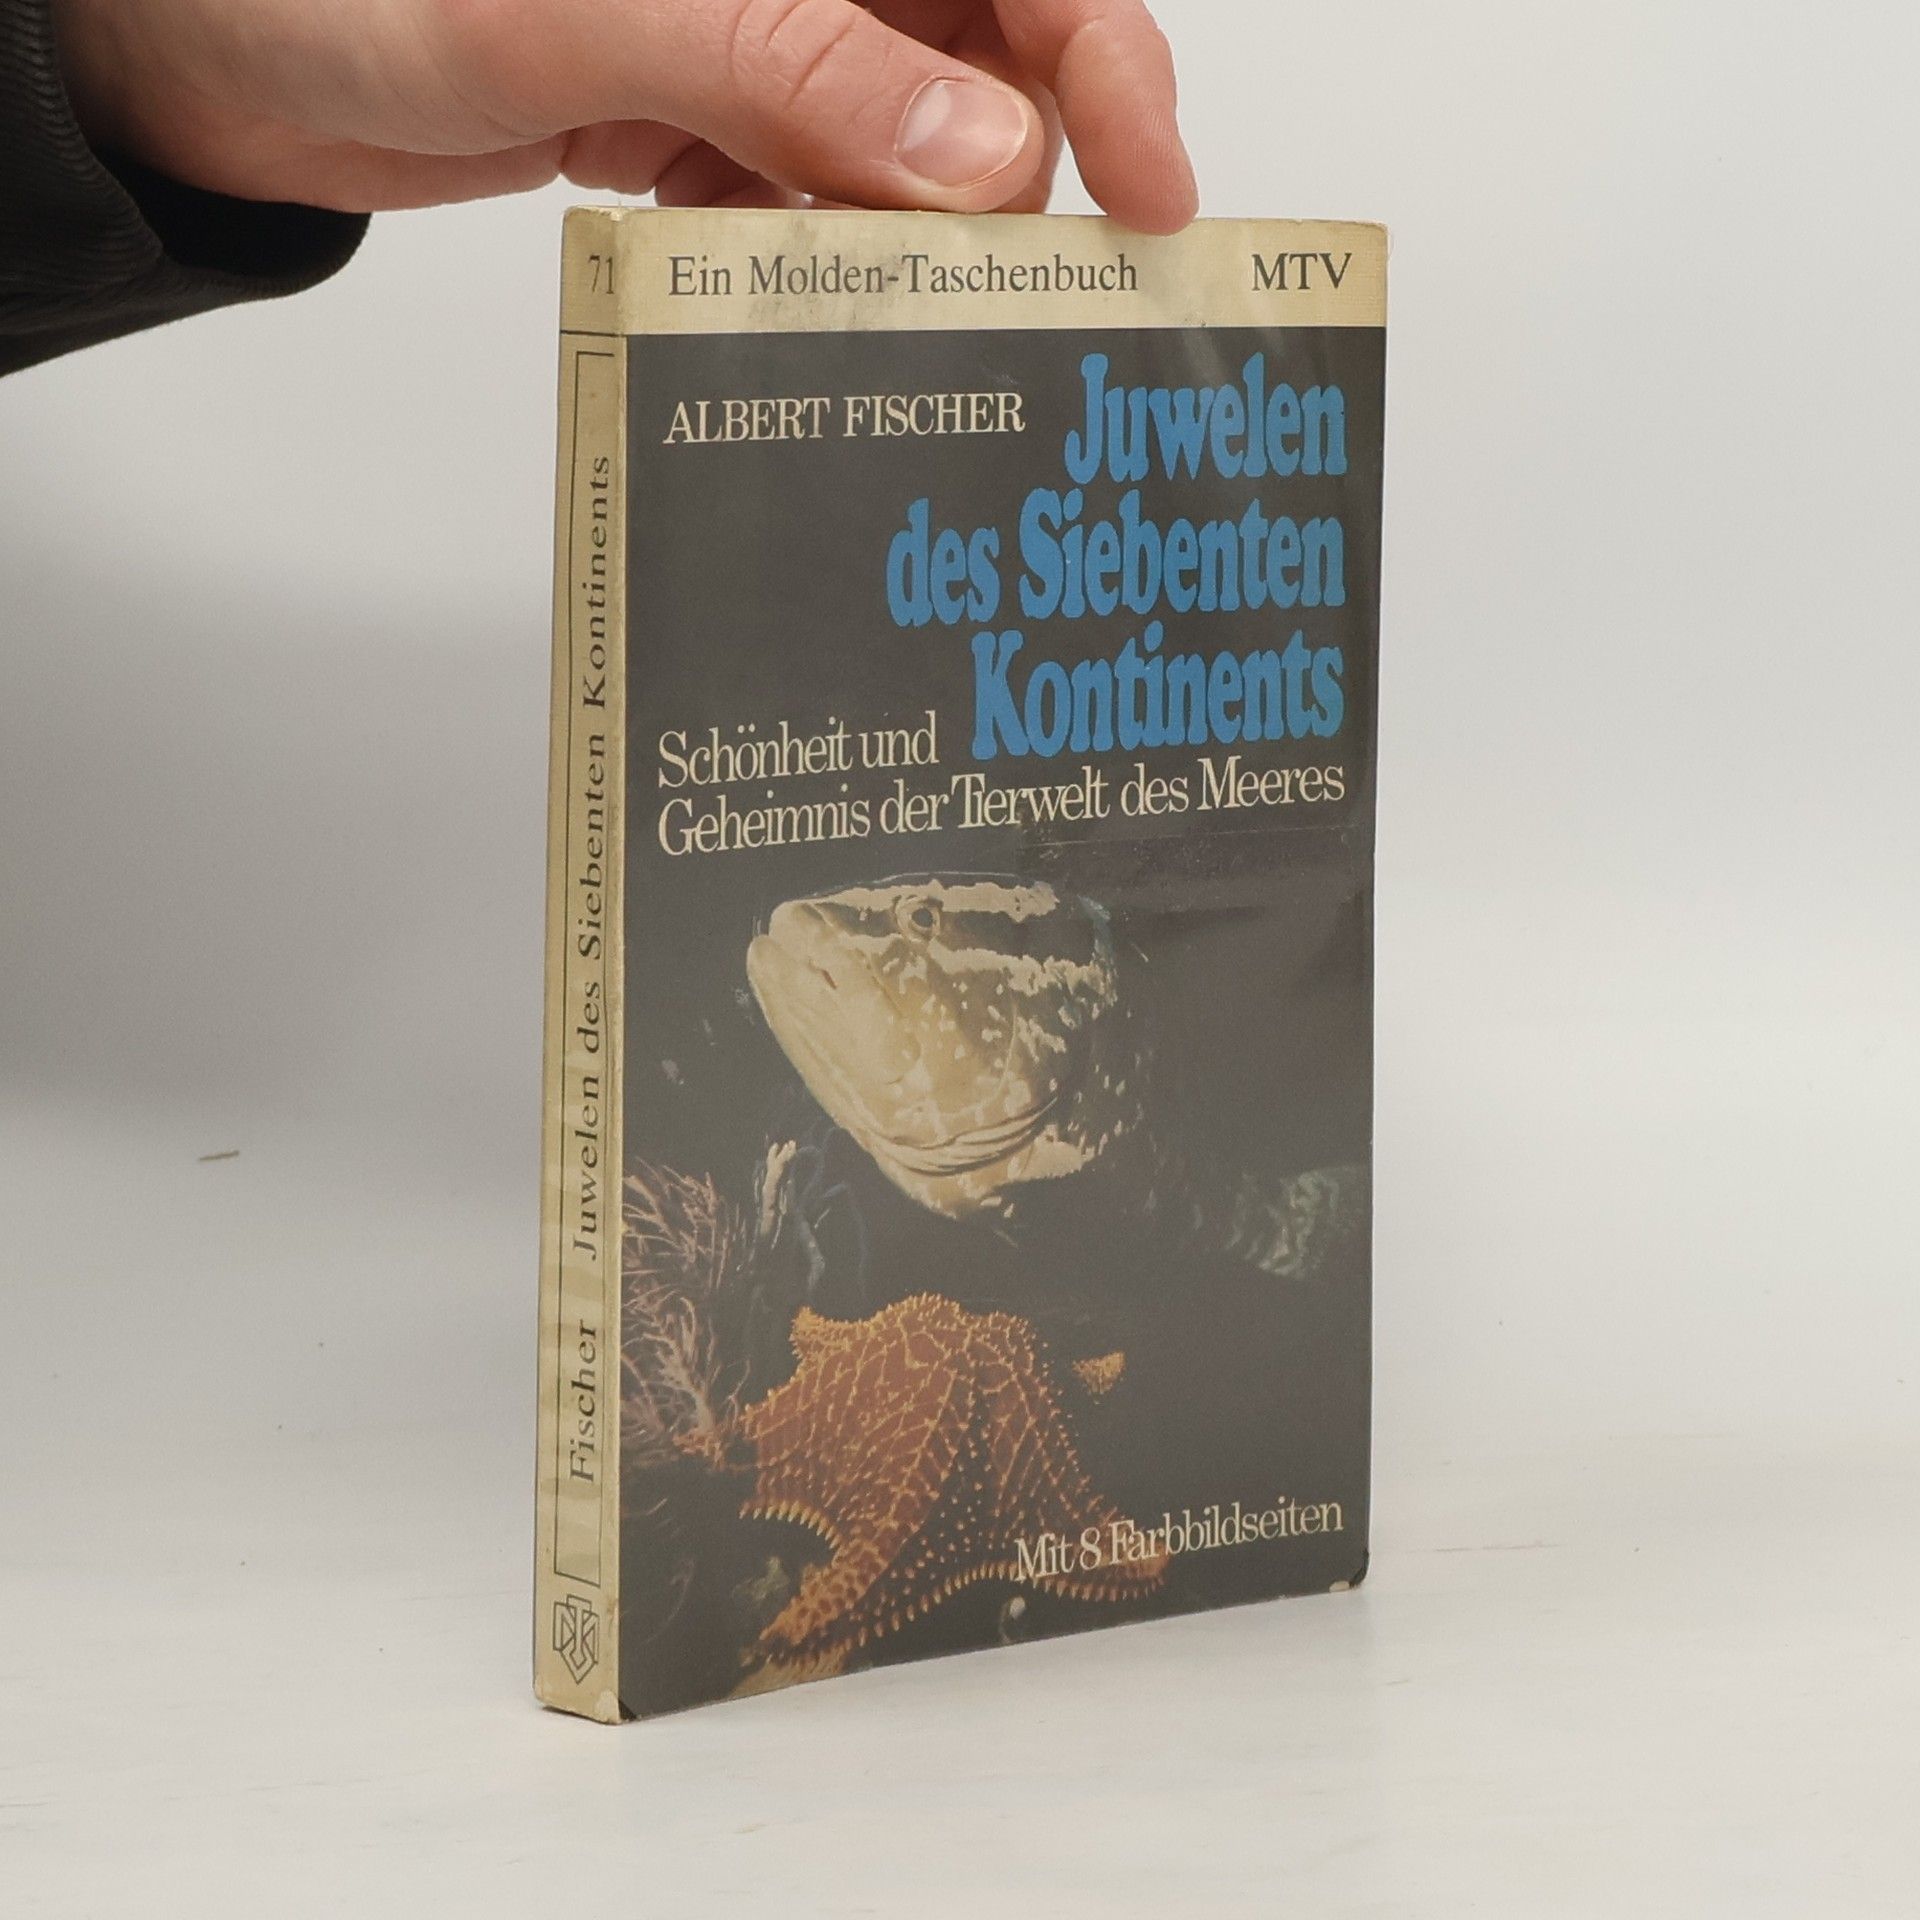 71
Ein Molden-Taschenbuch MTV
ALBERT FISCHER
Juwelen
des Siebenten
Kontinents
Schönheit und
Geheimnis der Tierwelt des Meeres
Mit 8 Farbbildseiten
Fischer Juwelen des Siebenten Kontinents